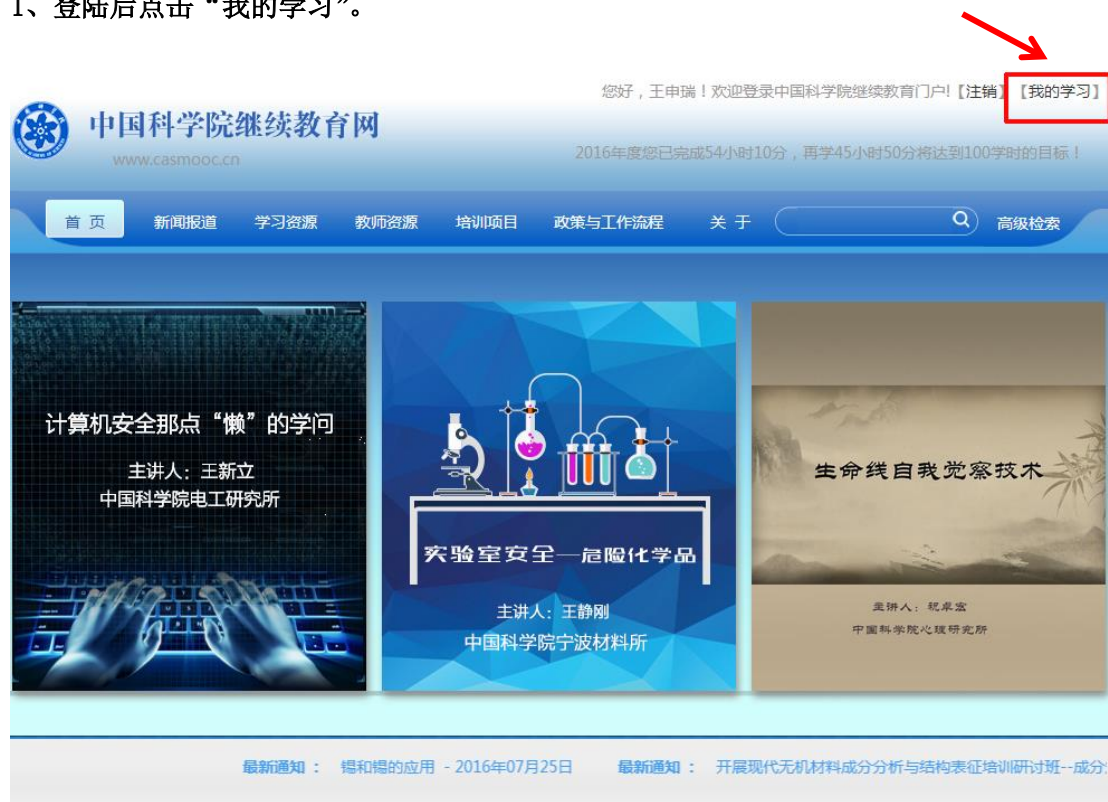 1、登陆后点击“我的学习”。
您好，王申瑞！欢迎登录中国科学院继续教育门户!【注销】【我的学习】
中国科学院继续教育网
www.casmooc.cn
2016年度您已完成54小时10分，再学45小时50分将达到100学时的目标！
首 页 新闻报道 学习资源 教师资源 培训项目 政策与工作流程 关 于 高级检索
计算机安全那点“懒”的学问
主讲人：王新立
中国科学院电工研究所
实验室安全—危险化学品
主讲人：王静刚
中国科学院宁波材料所
生命线自我觉察技术
主讲人：祝卓宏
中国科学院心理研究所
最新通知： 锡和锡的应用 - 2016年07月25日 最新通知： 开展现代无机材料成分分析与结构表征培训研讨班--成分